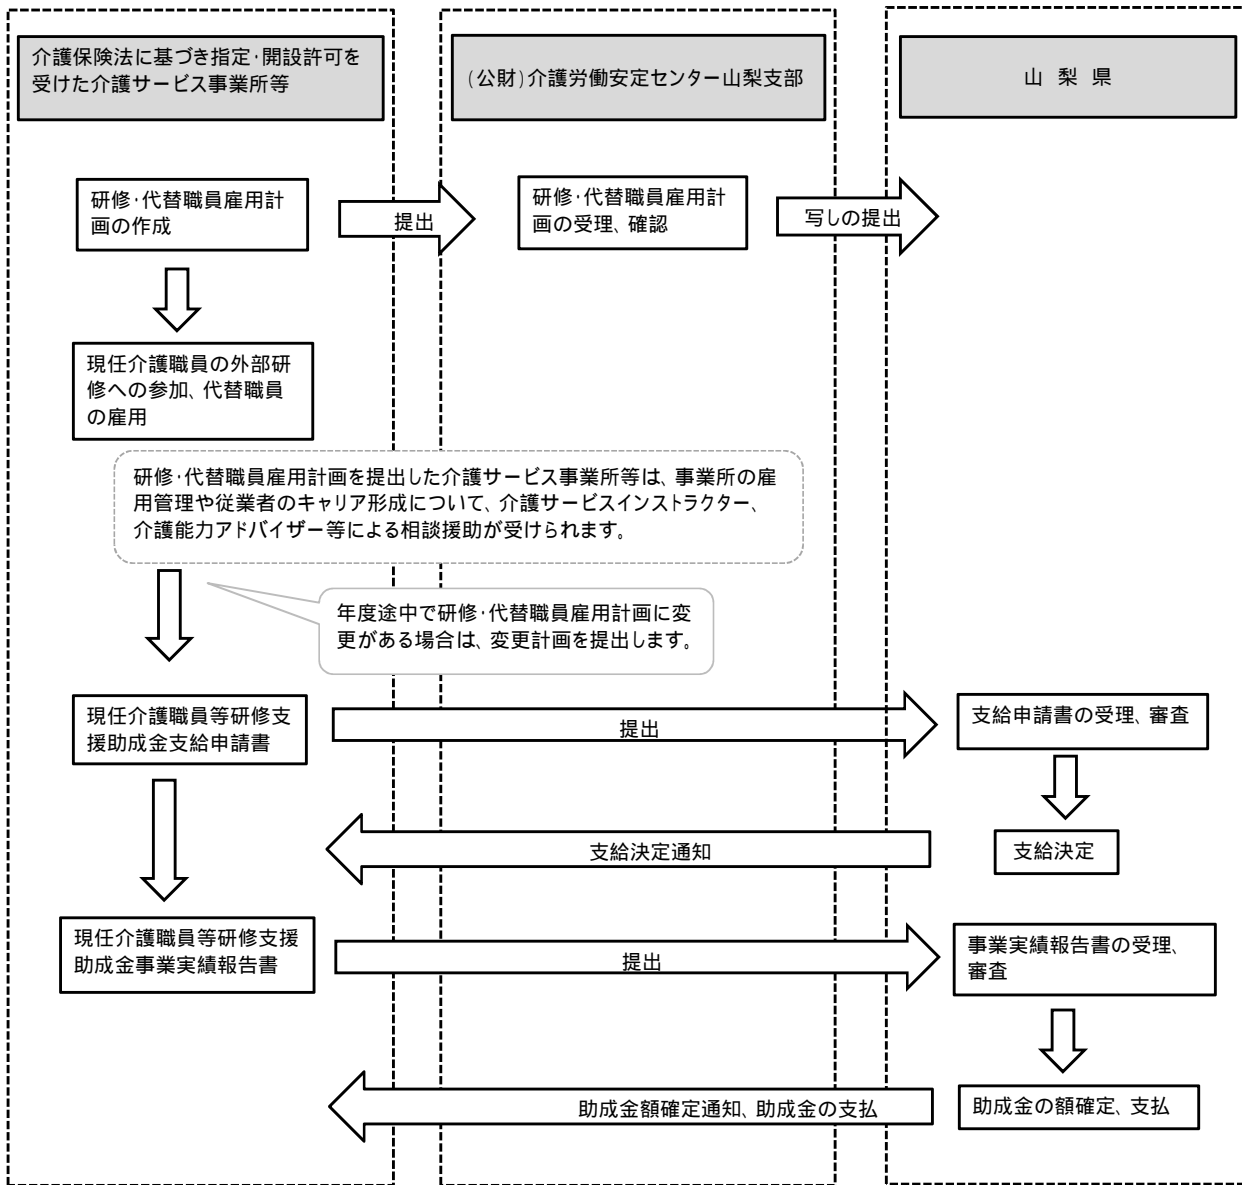 介護保険法に基づき指定･開設許可を
受けた介護サービス事業所等
(公財)介護労働安定センター山梨支部
山 梨 県
研修･代替職員雇用計
画の作成
提出
研修･代替職員雇用計
画の受理、確認
写しの提出
現任介護職員の外部研
修への参加、代替職員
の雇用
研修･代替職員雇用計画を提出した介護サービス事業所等は、事業所の雇
用管理や従業者のキャリア形成について、介護サービスインストラクター、
介護能力アドバイザー等による相談援助が受けられます。
年度途中で研修･代替職員雇用計画に変
更がある場合は、変更計画を提出します。
現任介護職員等研修支
援助成金支給申請書
提出
支給申請書の受理、審査
支給決定通知
支給決定
現任介護職員等研修支援
助成金事業実績報告書
提出
事業実績報告書の受理、
審査
助成金額確定通知、助成金の支払
助成金の額確定、支払